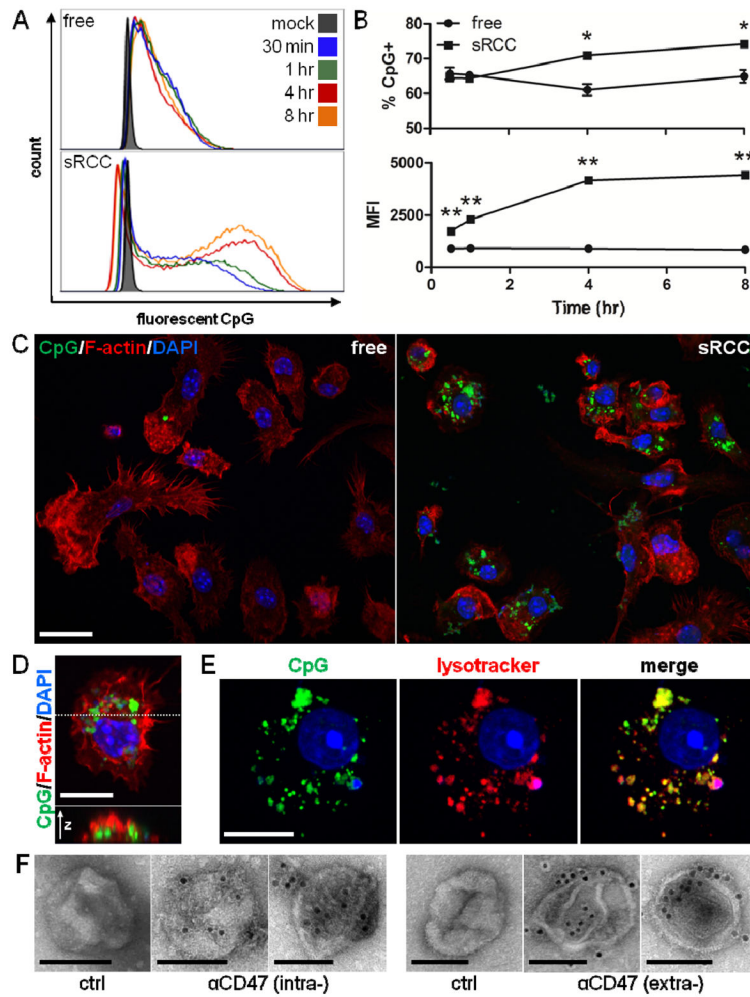 A
free
mock
30 min
1 hr
4 hr
8 hr
sRCC
count
fluorescent CpG
B
free
sRCC
% CpG+
80
70
60
50
* *
MFI
5000
2500
0
** ** ** **
0 2 4 6 8
Time (hr)
C
CpG/F-actin/DAPI free
sRCC
D
CpG/F-actin/DAPI
z
E
CpG lysotracker merge
F
ctrl αCD47 (intra-) ctrl αCD47 (extra-)